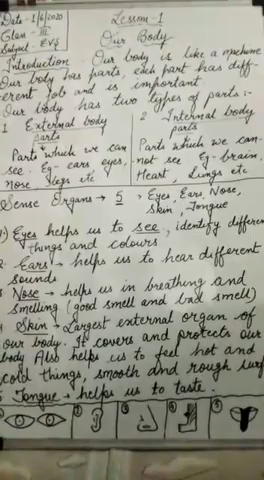 Date - 1/6/2020
Class - III
Subject - EVS
Lesson - 1
Our Body
Introduction - Our body is like a machine
Our body has parts, each part has diff-
erent job and is important.
Our body has two types of parts :-
1 External body
parts
Parts which we can
see. Eg - ears eyes,
nose legs etc
2 Internal body
parts
Parts which we can-
not see Eg - brain,
Heart, Lungs etc
Sense Organs → 5 → Eyes, Ears, Nose,
Skin, Tongue
1) Eyes helps us to see, identify differen
things and colours
2 Ears → helps us to hear different
sounds
3 Nose → helps us in breathing and
smelling (good smell and bad smell)
4 Skin → Largest external organ of
our body. It covers and protects our
body Also helps us to feel hot and
cold things, smooth and rough surf
5 Tongue → helps us to taste.